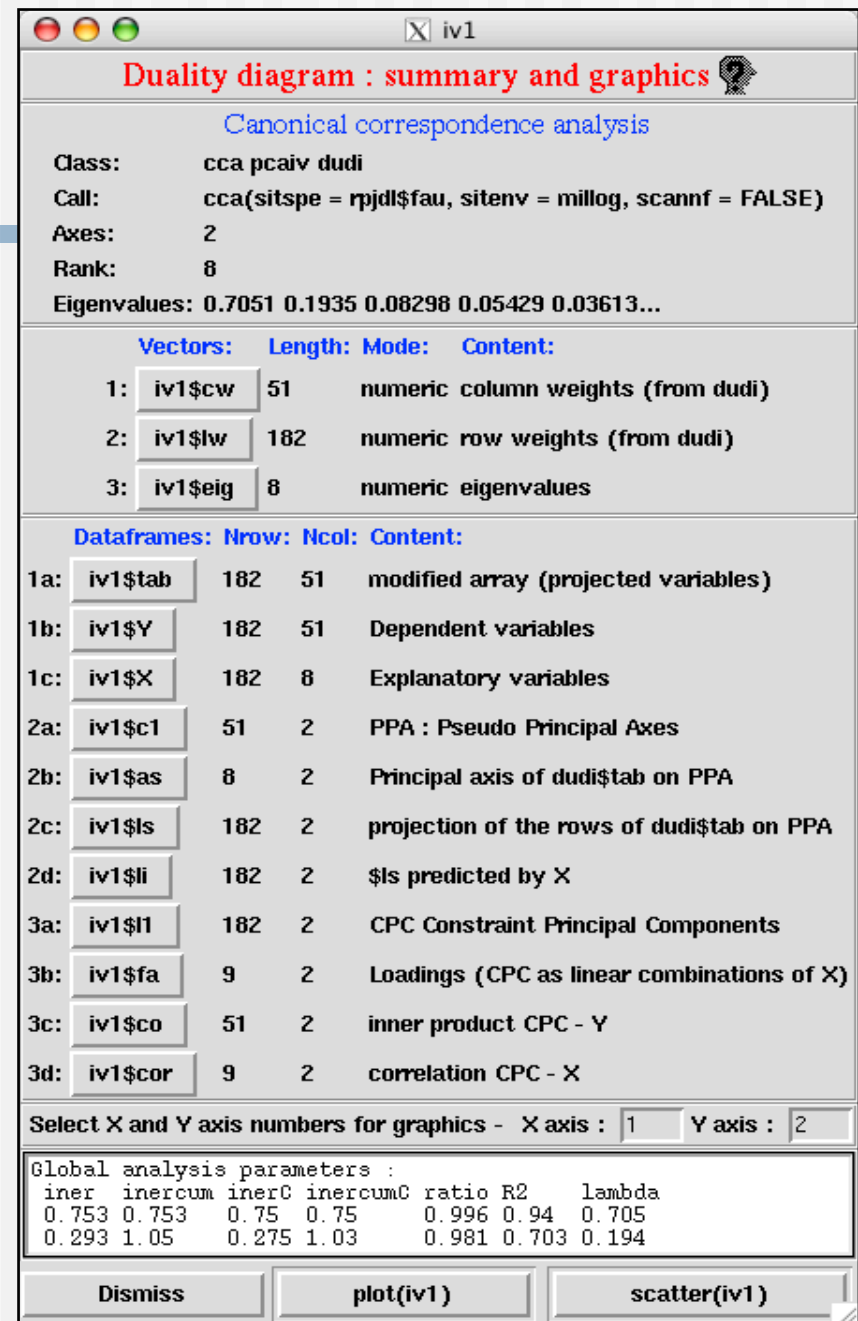 X iv1
Duality diagram : summary and graphics ?
Canonical correspondence analysis
Class: cca pcaiv dudi
Call: cca(sitspe = rpjdl$fau, sitenv = millog, scannf = FALSE)
Axes: 2
Rank: 8
Eigenvalues: 0.7051 0.1935 0.08298 0.05429 0.03613...
Vectors: Length: Mode: Content:
1: iv1$cw 51 numeric column weights (from dudi)
2: iv1$lw 182 numeric row weights (from dudi)
3: iv1$eig 8 numeric eigenvalues
Dataframes: Nrow: Ncol: Content:
1a: iv1$tab 182 51 modified array (projected variables)
1b: iv1$Y 182 51 Dependent variables
1c: iv1$X 182 8 Explanatory variables
2a: iv1$c1 51 2 PPA : Pseudo Principal Axes
2b: iv1$as 8 2 Principal axis of dudi$tab on PPA
2c: iv1$ls 182 2 projection of the rows of dudi$tab on PPA
2d: iv1$li 182 2 $ls predicted by X
3a: iv1$l1 182 2 CPC Constraint Principal Components
3b: iv1$fa 9 2 Loadings (CPC as linear combinations of X)
3c: iv1$co 51 2 inner product CPC - Y
3d: iv1$cor 9 2 correlation CPC - X
Select X and Y axis numbers for graphics - X axis : 1 Y axis : 2
Global analysis parameters :
iner inercum inerC inercumC ratio R2 lambda
0.753 0.753 0.75 0.75 0.996 0.94 0.705
0.293 1.05 0.275 1.03 0.981 0.703 0.194
Dismiss plot(iv1) scatter(iv1)